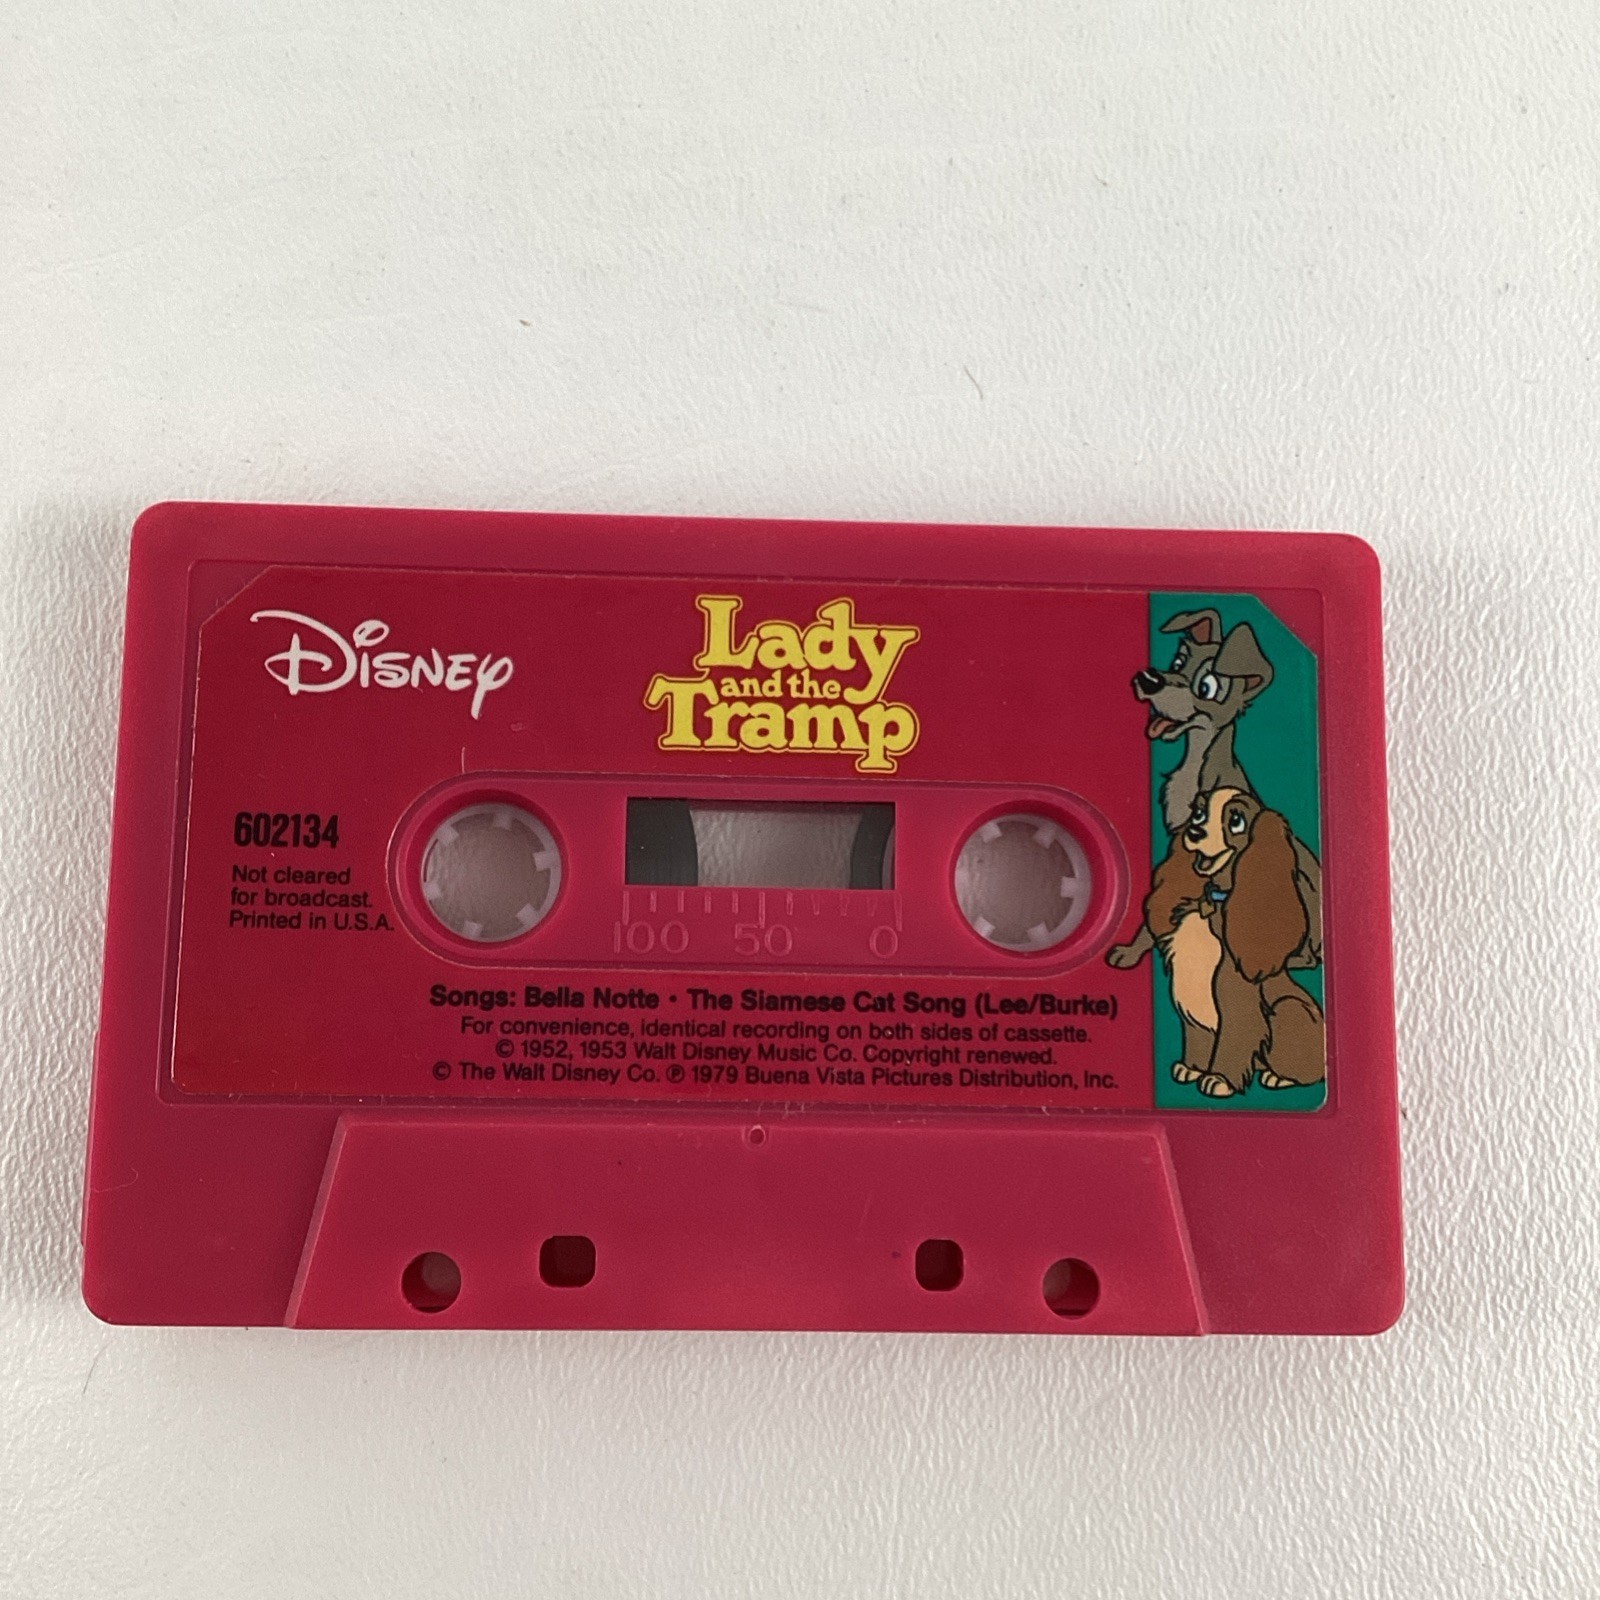 Disney
Lady
and the
Tramp
602134
Not cleared
for broadcast.
Printed in U.S.A.
100 50 0
Songs: Bella Notte • The Siamese Cat Song (Lee/Burke)
For convenience, identical recording on both sides of cassette.
© 1952, 1953 Walt Disney Music Co. Copyright renewed.
© The Walt Disney Co. ℗ 1979 Buena Vista Pictures Distribution, Inc.